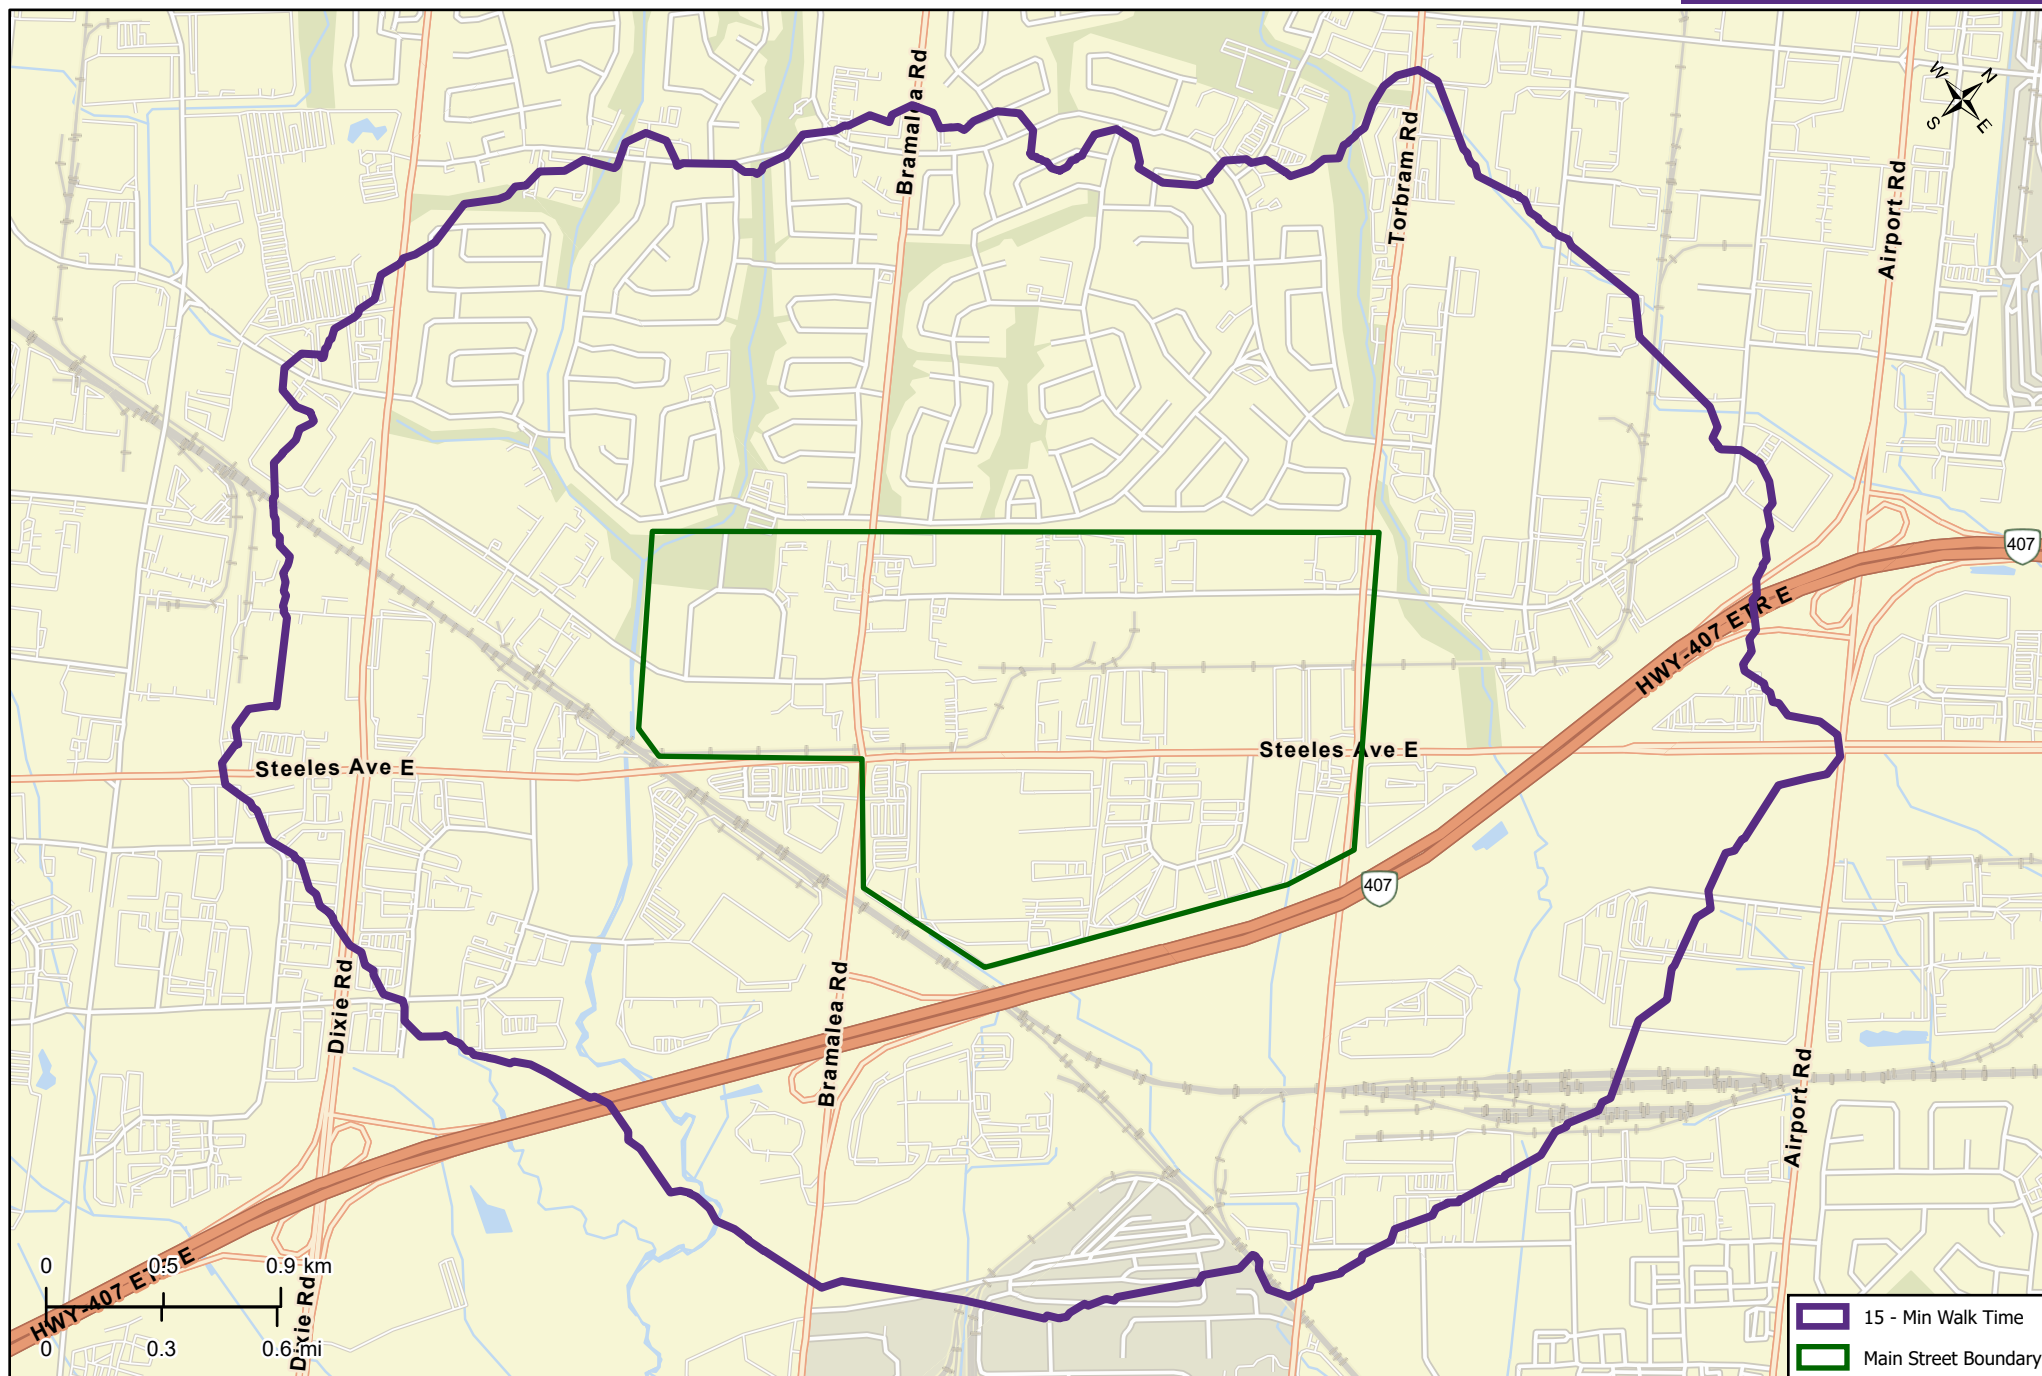 Bramalea Rd
W
N
S
E
Torbram Rd
Airport Rd
407
HWY-407 ETR E
Steeles Ave E
Steeles Ave E
407
Dixie Rd
Bramalea Rd
Airport Rd
0 0.5 0.9 km
HWY-407 ETR E
0 0.3 0.6 mi
Dixie Rd
15 - Min Walk Time
Main Street Boundary